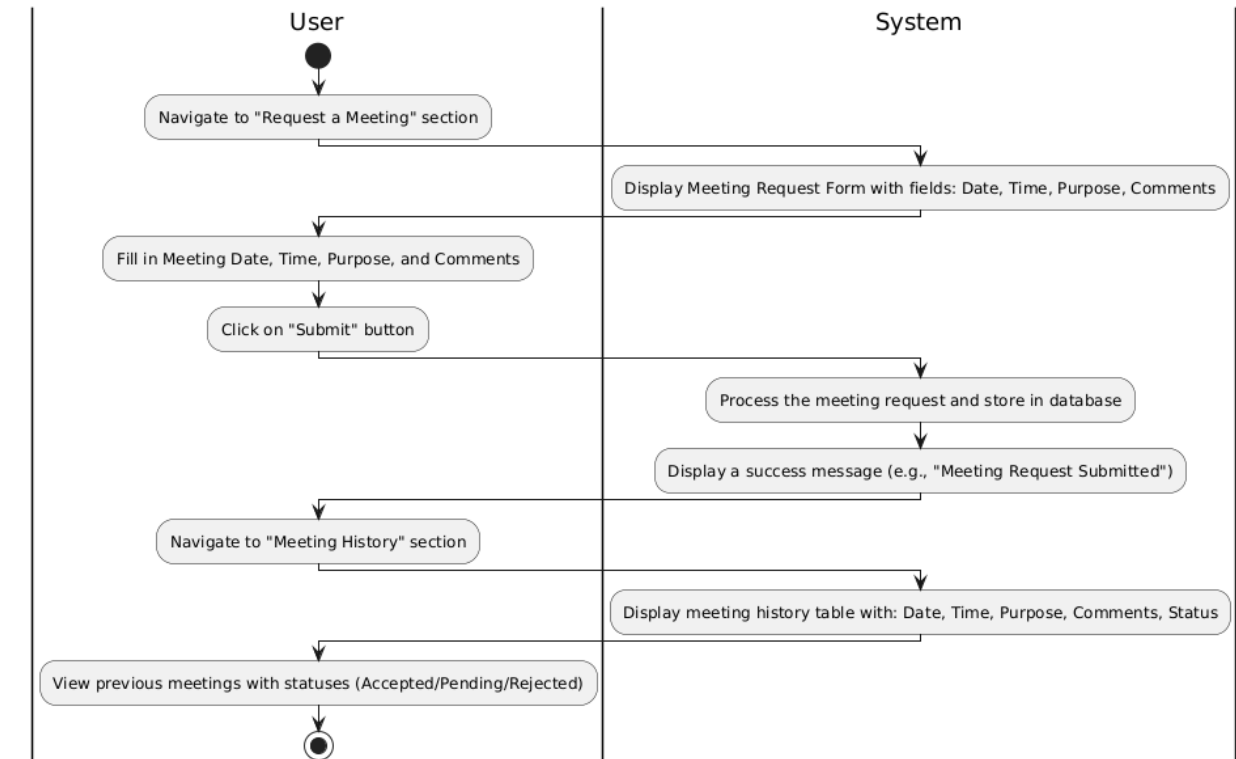 User
System
Navigate to "Request a Meeting" section
Display Meeting Request Form with fields: Date, Time, Purpose, Comments
Fill in Meeting Date, Time, Purpose, and Comments
Click on "Submit" button
Process the meeting request and store in database
Display a success message (e.g., "Meeting Request Submitted")
Navigate to "Meeting History" section
Display meeting history table with: Date, Time, Purpose, Comments, Status
View previous meetings with statuses (Accepted/Pending/Rejected)